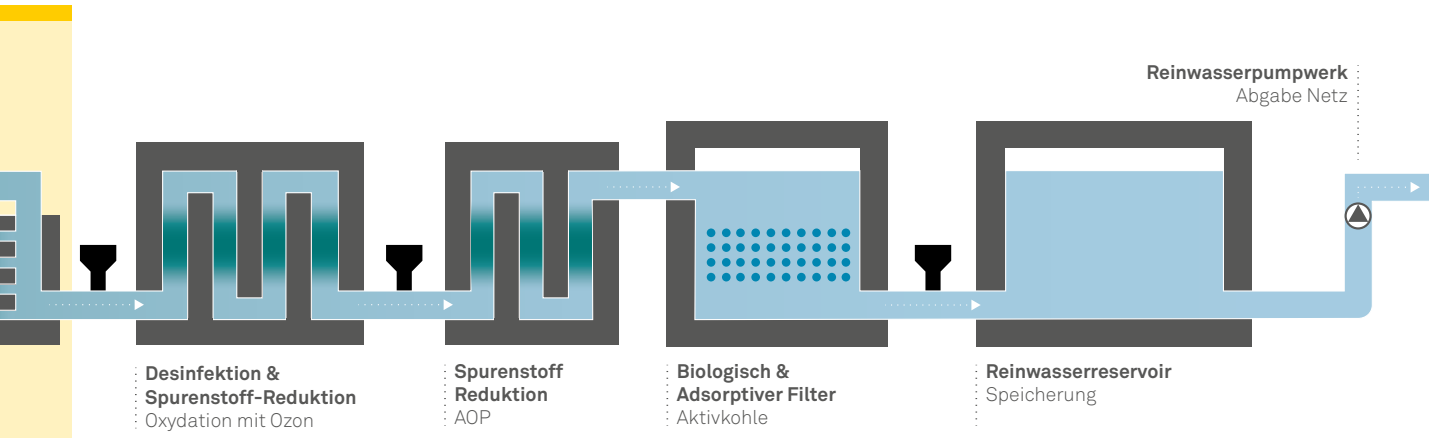 Reinwasserpumpwerk
Abgabe Netz
Desinfektion &
Spurenstoff-Reduktion
Oxydation mit Ozon
Spurenstoff
Reduktion
AOP
Biologisch &
Adsorptiver Filter
Aktivkohle
Reinwasserreservoir
Speicherung